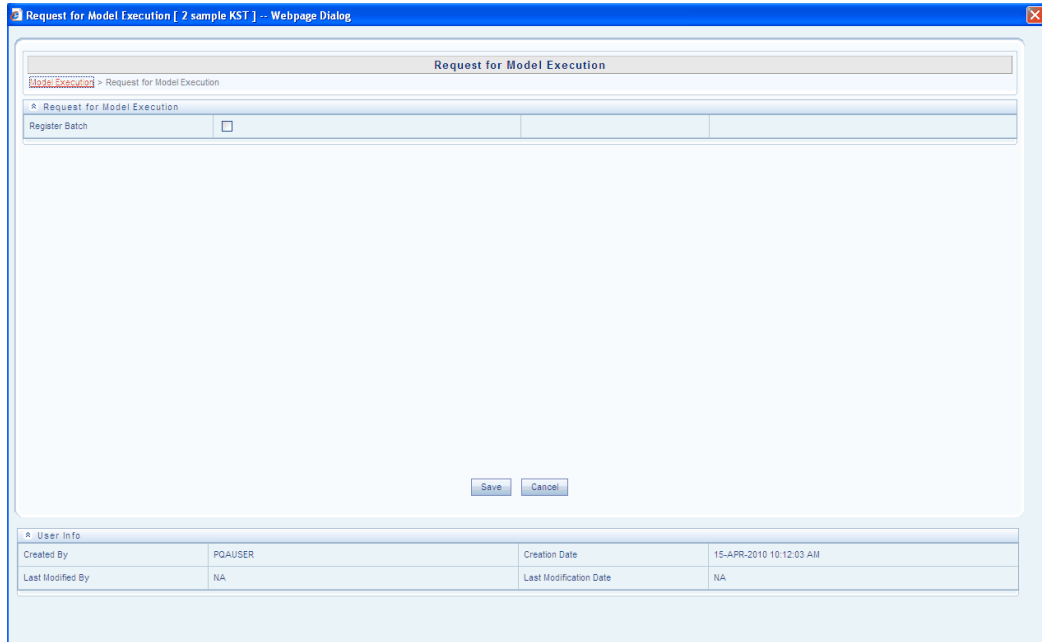 Request for Model Execution [ 2 sample KST ] -- Webpage Dialog
Request for Model Execution
Model Execution > Request for Model Execution
Request for Model Execution
Register Batch
Save Cancel
User Info
Created By PQAUSER Creation Date 15-APR-2010 10:12:03 AM
Last Modified By NA Last Modification Date NA